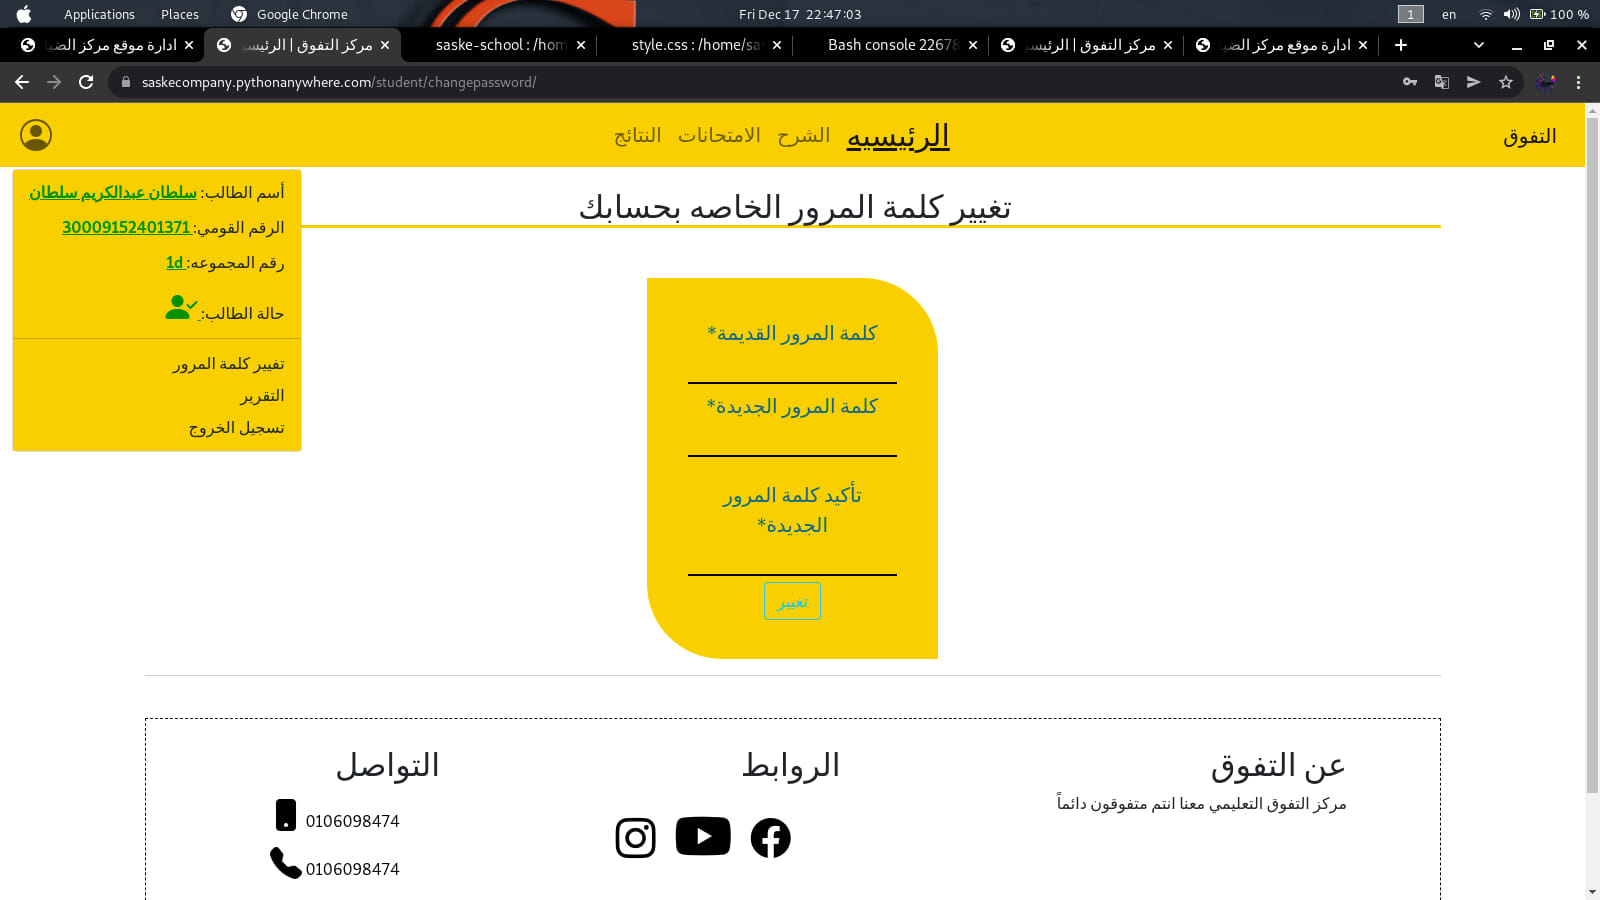 Applications Places Google Chrome Fri Dec 17 22:47:03 1 en 100 %
ادارة موقع مركز الضيا مركز التفوق | الرئيسي saske-school : /hom style.css : /home/sas Bash console 22678 مركز التفوق | الرئيسي ادارة موقع مركز الضيا
saskecompany.pythonanywhere.com/student/changepassword/
التفوق الرئيسيه الشرح الامتحانات النتائج
أسم الطالب: سلطان عبدالكريم سلطان
الرقم القومي: 30009152401371
رقم المجموعه: 1d
حالة الطالب:
تغيير كلمة المرور
التقرير
تسجيل الخروج
تغيير كلمة المرور الخاصه بحسابك
كلمة المرور القديمة*
كلمة المرور الجديدة*
تأكيد كلمة المرور
الجديدة*
تغيير
عن التفوق
مركز التفوق التعليمي معنا انتم متفوقون دائماً
الروابط
التواصل
0106098474
0106098474